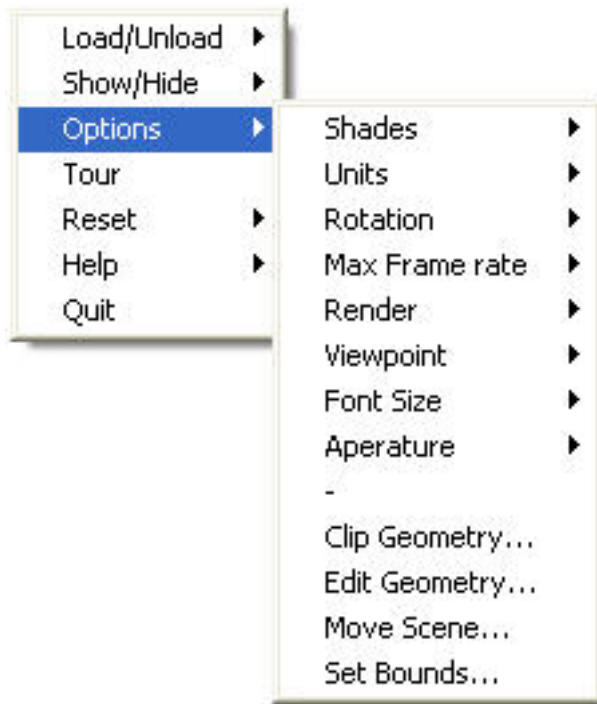 Load/Unload
Show/Hide
Options
Tour
Reset
Help
Quit
Shades
Units
Rotation
Max Frame rate
Render
Viewpoint
Font Size
Aperature
-
Clip Geometry...
Edit Geometry...
Move Scene...
Set Bounds...